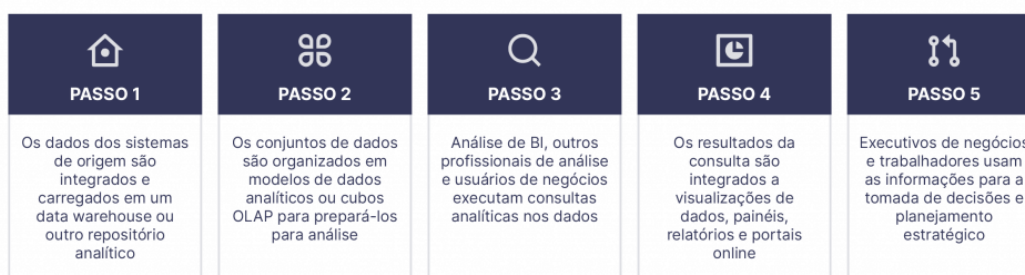 PASSO 1
Os dados dos sistemas
de origem são
integrados e
carregados em um
data warehouse ou
outro repositório
analítico
PASSO 2
Os conjuntos de dados
são organizados em
modelos de dados
analíticos ou cubos
OLAP para prepará-los
para análise
PASSO 3
Análise de BI, outros
profissionais de análise
e usuários de negócios
executam consultas
analíticas nos dados
PASSO 4
Os resultados da
consulta são
integrados a
visualizações de
dados, painéis,
relatórios e portais
online
PASSO 5
Executivos de negócios
e trabalhadores usam
as informações para a
tomada de decisões e
planejamento
estratégico